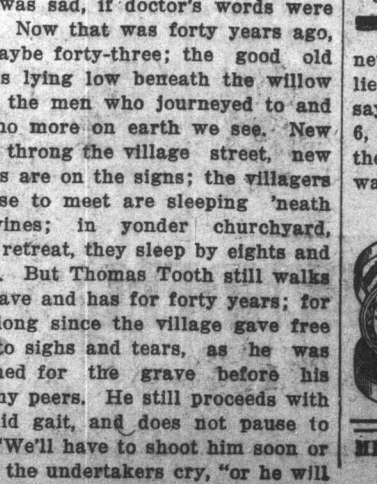 was sad, if doctor's words were
Now that was forty years ago,
aybe forty-three; the good old
s lying low beneath the willow
the men who journeyed to and
no more on earth we see. New
throng the village street, new
s are on the signs; the villagers
se to meet are sleeping 'neath
vines; in yonder churchyard,
retreat, they sleep by eights and
. But Thomas Tooth still walks
ave and has for forty years; for
long since the village gave free
to sighs and tears, as he was
ned for the grave before his
ny peers. He still proceeds with
id gait, and does not pause to
"We'll have to shoot him soon or
the undertakers cry, "or he will
ne
lie
say
6,
the
wa